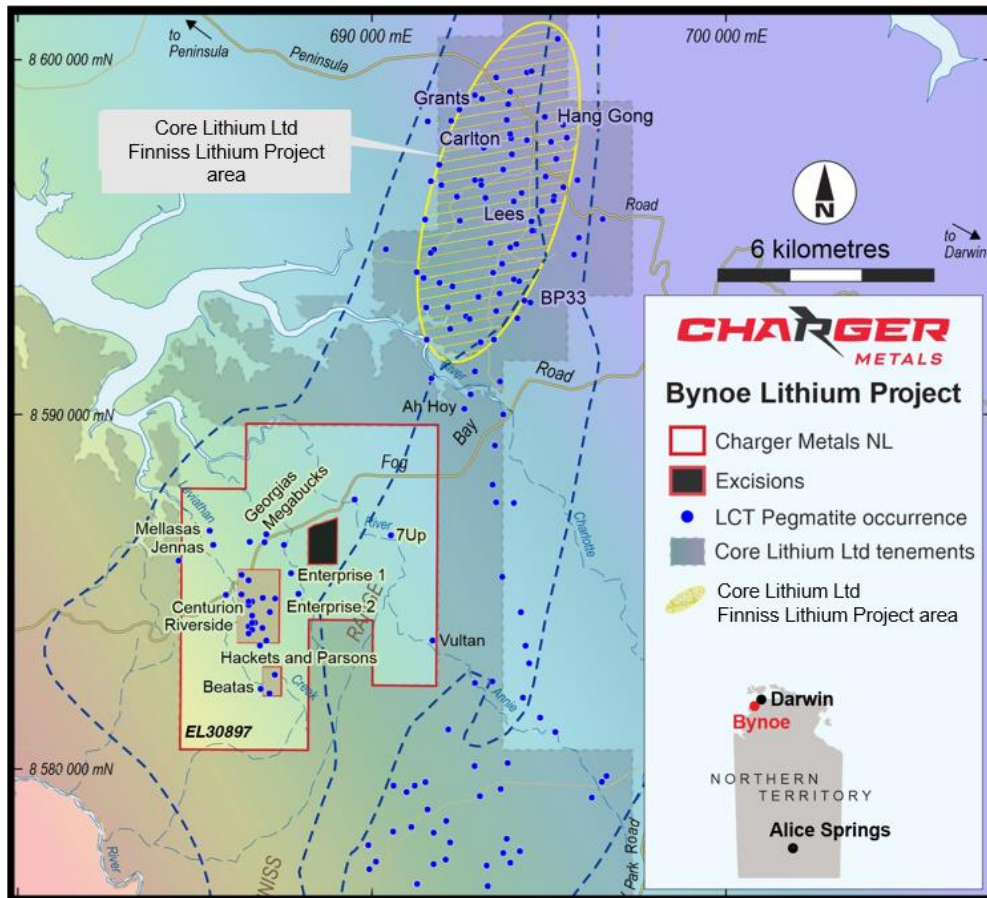 690 000 mE
700 000 mE
to
Peninsula
8 600 000 mN
Peninsula
Grants
Hang Gong
Core Lithium Ltd
Finniss Lithium Project
area
Carlton
N
Lees
Road
6 kilometres
to
Darwin
BP33
CHARGER
METALS
River
Road
Bynoe Lithium Project
Ah Hoy
8 590 000 mN
Bay
Charger Metals NL
Fog
Excisions
Leviathan
Georgias
Megabucks
LCT Pegmatite occurrence
Mellasas
River
7Up
Jennas
Charlotte
Core Lithium Ltd tenements
Enterprise 1
Core Lithium Ltd
Finniss Lithium Project area
Centurion
Enterprise 2
Riverside
RANGE
Vultan
Hackets and Parsons
Beatas
Creek
Annie
Darwin
Bynoe
EL30897
8 580 000 mN
NORTHERN
TERRITORY
Alice Springs
River
NISS
Park Road